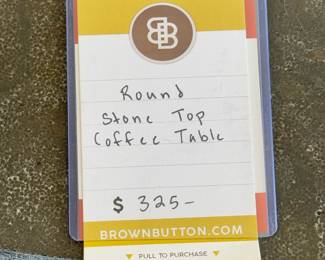 BB
Round
Stone Top
Coffee Table
$ 325-
BROWNBUTTON.COM
▼ PULL TO PURCHASE ▼